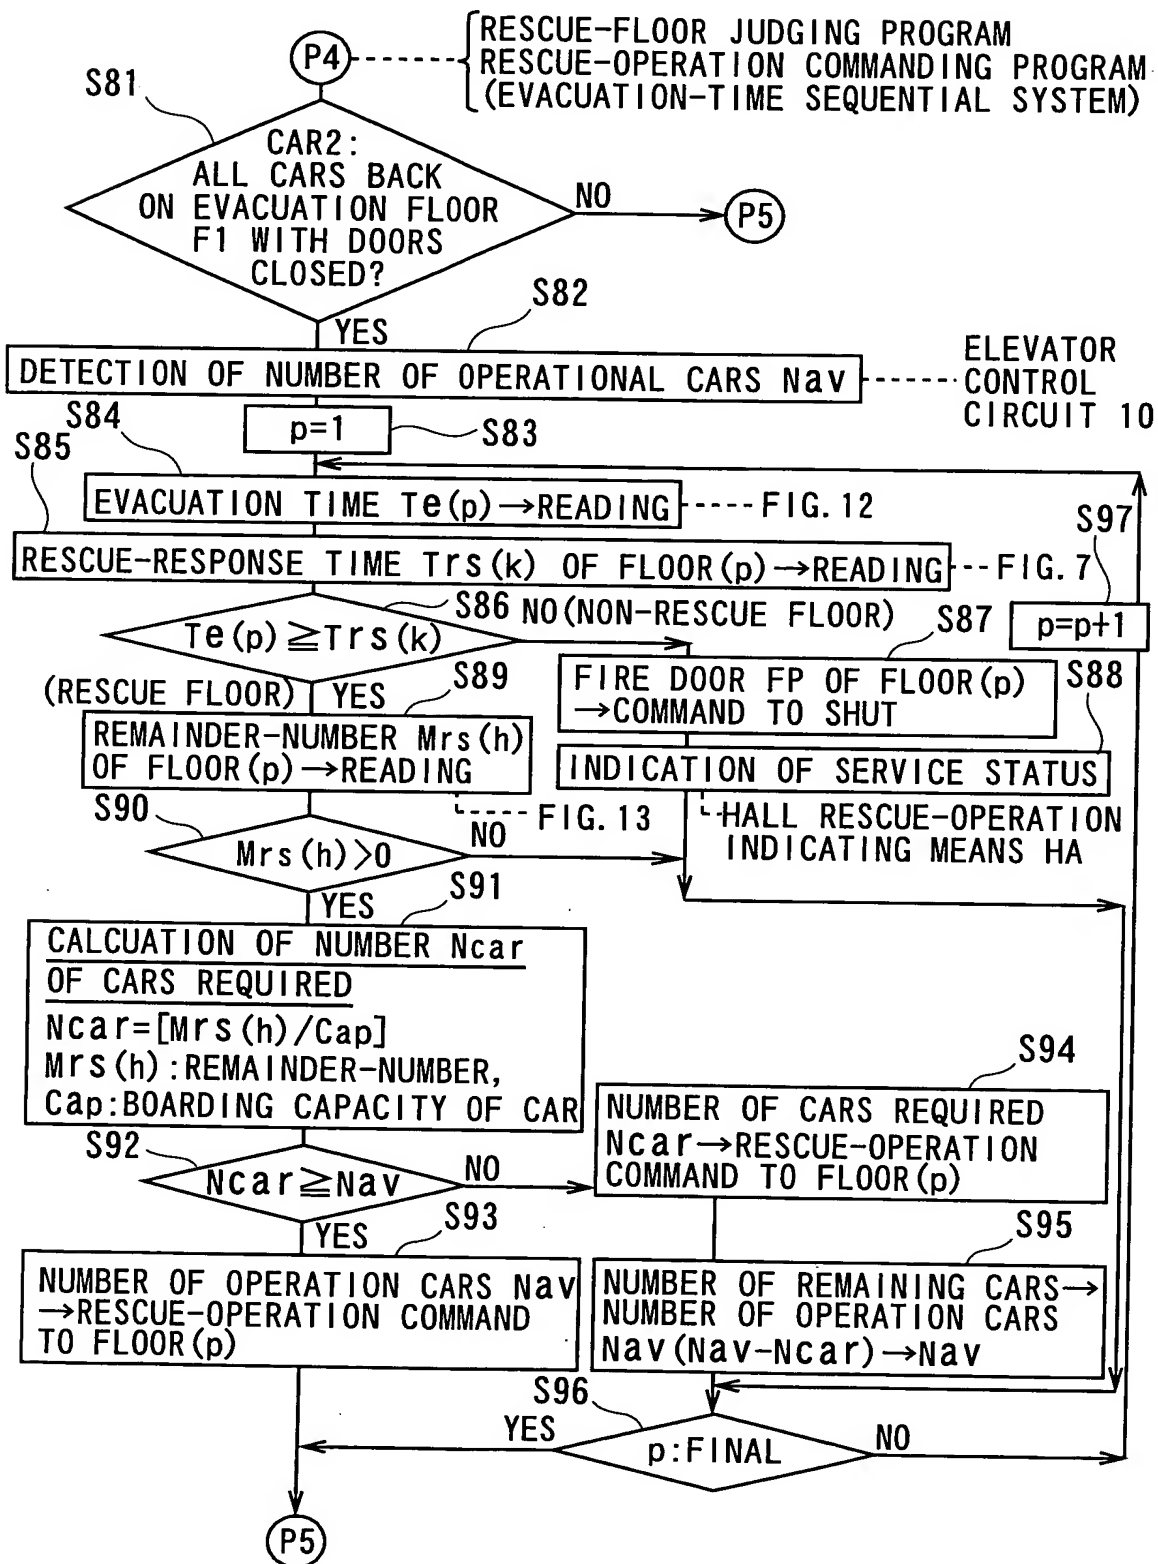 P4
RESCUE-FLOOR JUDGING PROGRAM
RESCUE-OPERATION COMMANDING PROGRAM
(EVACUATION-TIME SEQUENTIAL SYSTEM)
S81
CAR2:
ALL CARS BACK
ON EVACUATION FLOOR
F1 WITH DOORS
CLOSED?
NO
P5
YES
S82
DETECTION OF NUMBER OF OPERATIONAL CARS Nav
ELEVATOR
CONTROL
CIRCUIT 10
p=1
S83
S84
EVACUATION TIME Te(p)→READING
FIG. 12
S85
RESCUE-RESPONSE TIME Trs(k) OF FLOOR(p)→READING
FIG. 7
S97
p=p+1
S86
Te(p)≧Trs(k)
NO(NON-RESCUE FLOOR)
S87
FIRE DOOR FP OF FLOOR(p)
→COMMAND TO SHUT
S88
INDICATION OF SERVICE STATUS
HALL RESCUE-OPERATION
INDICATING MEANS HA
(RESCUE FLOOR)
YES
S89
REMAINDER-NUMBER Mrs(h)
OF FLOOR(p)→READING
FIG. 13
S90
Mrs(h)>0
NO
YES
S91
CALCUATION OF NUMBER Ncar
OF CARS REQUIRED
Ncar=[Mrs(h)/Cap]
Mrs(h):REMAINDER-NUMBER,
Cap:BOARDING CAPACITY OF CAR
S92
Ncar≧Nav
NO
S94
NUMBER OF CARS REQUIRED
Ncar→RESCUE-OPERATION
COMMAND TO FLOOR(p)
YES
S93
NUMBER OF OPERATION CARS Nav
→RESCUE-OPERATION COMMAND
TO FLOOR(p)
S95
NUMBER OF REMAINING CARS→
NUMBER OF OPERATION CARS
Nav(Nav-Ncar)→Nav
S96
p:FINAL
YES
NO
P5